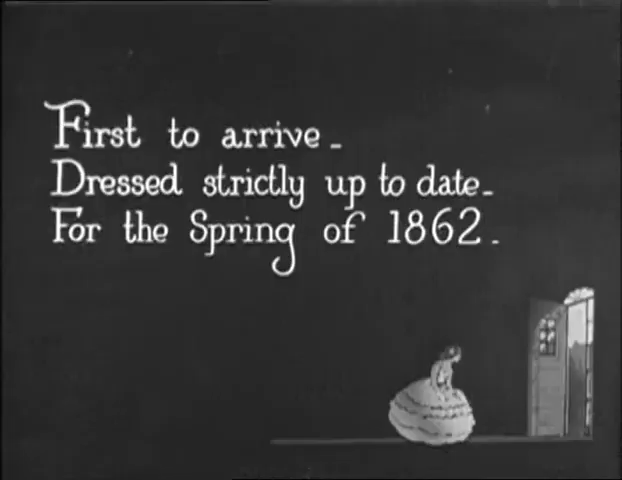 First to arrive -
Dressed strictly up to date -
For the Spring of 1862 -